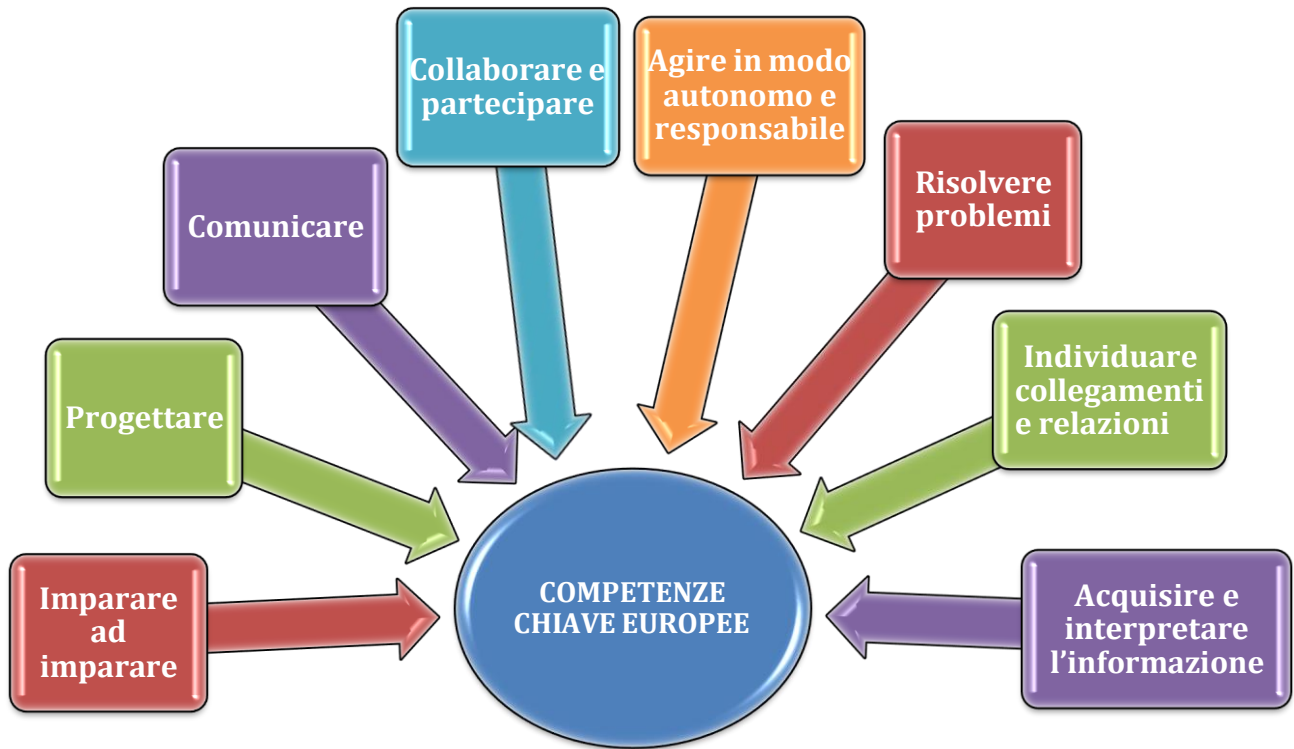 Imparare
ad
imparare
Progettare
Comunicare
Collaborare e
partecipare
Agire in modo
autonomo e
responsabile
Risolvere
problemi
Individuare
collegamenti
e relazioni
Acquisire e
interpretare
l’informazione
COMPETENZE
CHIAVE EUROPEE